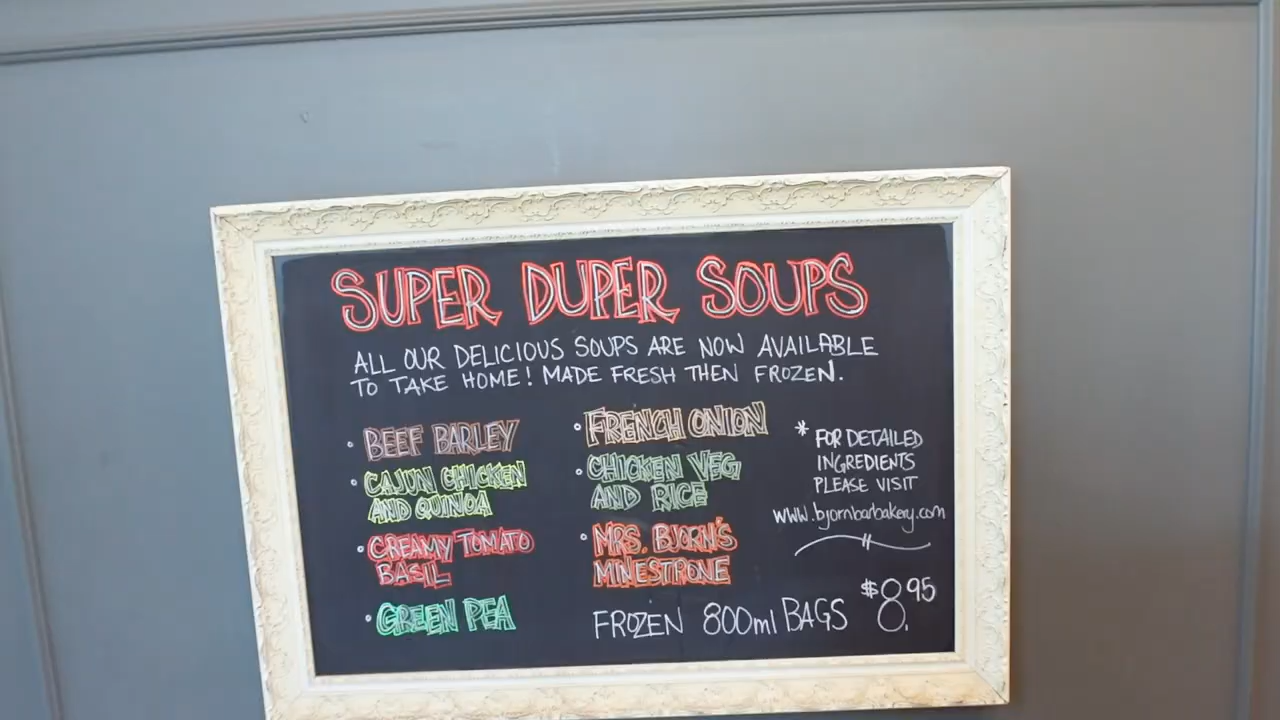 SUPER DUPER SOUPS
ALL OUR DELICIOUS SOUPS ARE NOW AVAILABLE
TO TAKE HOME! MADE FRESH THEN FROZEN.
• BEEF BARLEY
• CAJUN CHICKEN
AND QUINOA
• CREAMY TOMATO
BASIL
• GREEN PEA
• FRENCH ONION
• CHICKEN VEG
AND RICE
• MRS. BJORN'S
MINESTRONE
FROZEN 800ml BAGS $8.95
* FOR DETAILED
INGREDIENTS
PLEASE VISIT
www.bjornbarbakery.com